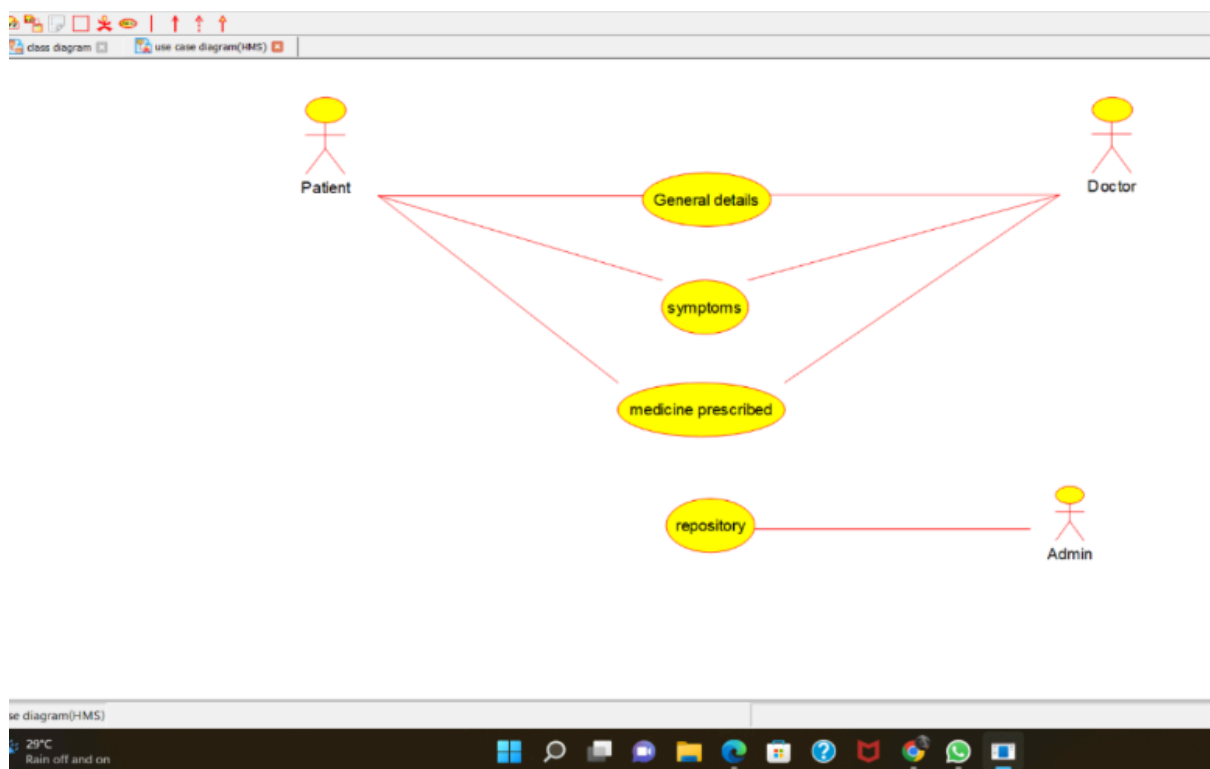 class diagram
use case diagram(HMS)
Patient
Doctor
General details
symptoms
medicine prescribed
repository
Admin
se diagram(HMS)
29°C
Rain off and on